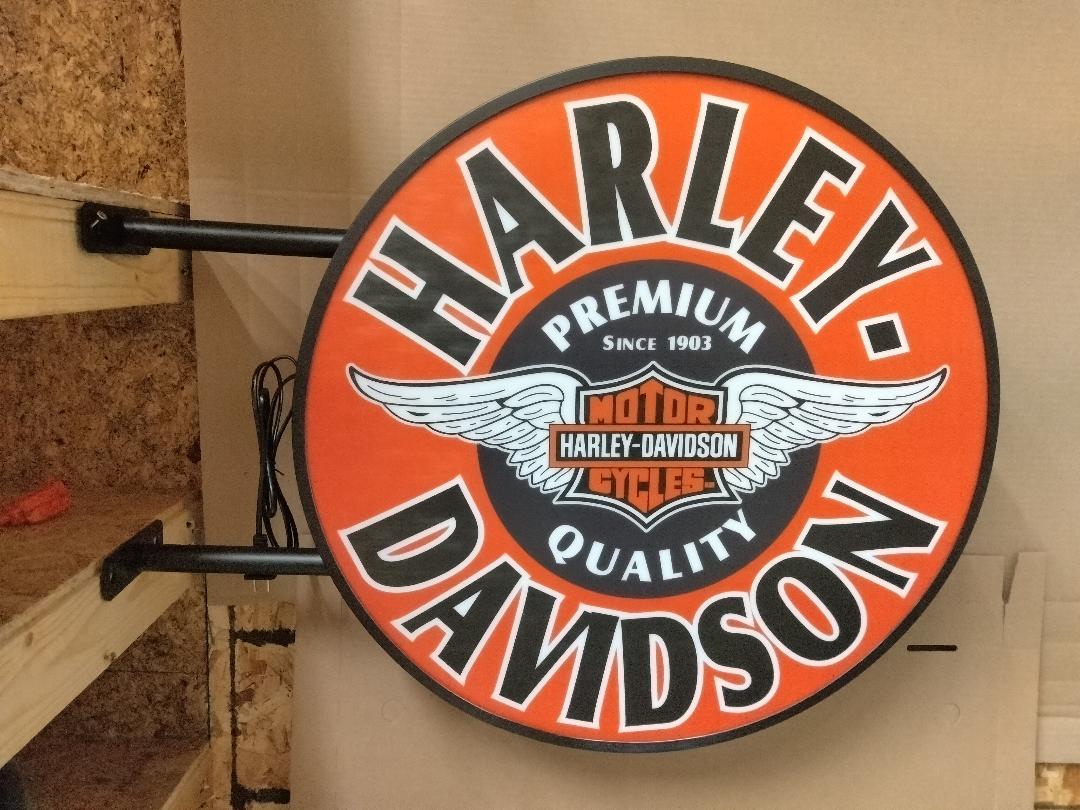 HARLEY-
PREMIUM
SINCE 1903
MOTOR
HARLEY-DAVIDSON
CYCLES
QUALITY
DAVIDSON